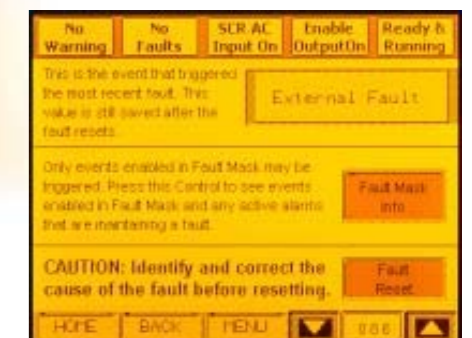 No Warning
No Faults
SCR AC Input On
Enable OutputOn
Ready & Running
This is the event that triggered
the most recent fault. This
value is still saved after the
fault resets.
External Fault
Only events enabled in Fault Mask may be
triggered. Press this Control to see events
enabled in Fault Mask and any active alarms
that are maintaining a fault.
Fault Mask
Info
CAUTION: Identify and correct the
cause of the fault before resetting.
Fault
Reset
HOME BACK MENU 086